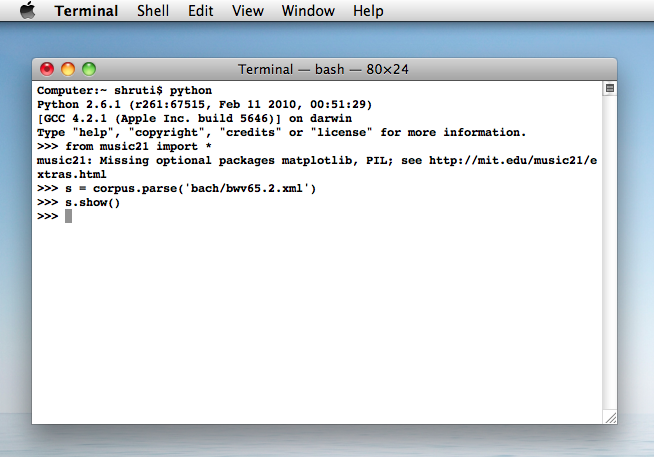 Terminal Shell Edit View Window Help
Terminal — bash — 80×24
Computer:~ shruti$ python
Python 2.6.1 (r261:67515, Feb 11 2010, 00:51:29)
[GCC 4.2.1 (Apple Inc. build 5646)] on darwin
Type "help", "copyright", "credits" or "license" for more information.
>>> from music21 import *
music21: Missing optional packages matplotlib, PIL; see http://mit.edu/music21/e
xtras.html
>>> s = corpus.parse('bach/bwv65.2.xml')
>>> s.show()
>>>